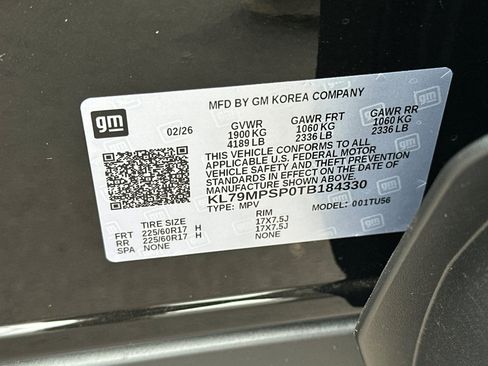 MFD BY GM KOREA COMPANY
gm
02/26
GVWR GAWR FRT GAWR RR
1900 KG 1060 KG 1060 KG
4189 LB 2336 LB 2336 LB
THIS VEHICLE CONFORMS TO ALL
APPLICABLE U.S. FEDERAL MOTOR
VEHICLE SAFETY AND THEFT PREVENTION
STANDARDS IN EFFECT ON THE DATE OF
MANUFACTURE SHOWN ABOVE.
KL79MPSP0TB184330
TYPE: MPV MODEL: 001TU56
TIRE SIZE RIM
FRT 225/60R17 H 17X7.5J
RR 225/60R17 H 17X7.5J
SPA NONE NONE